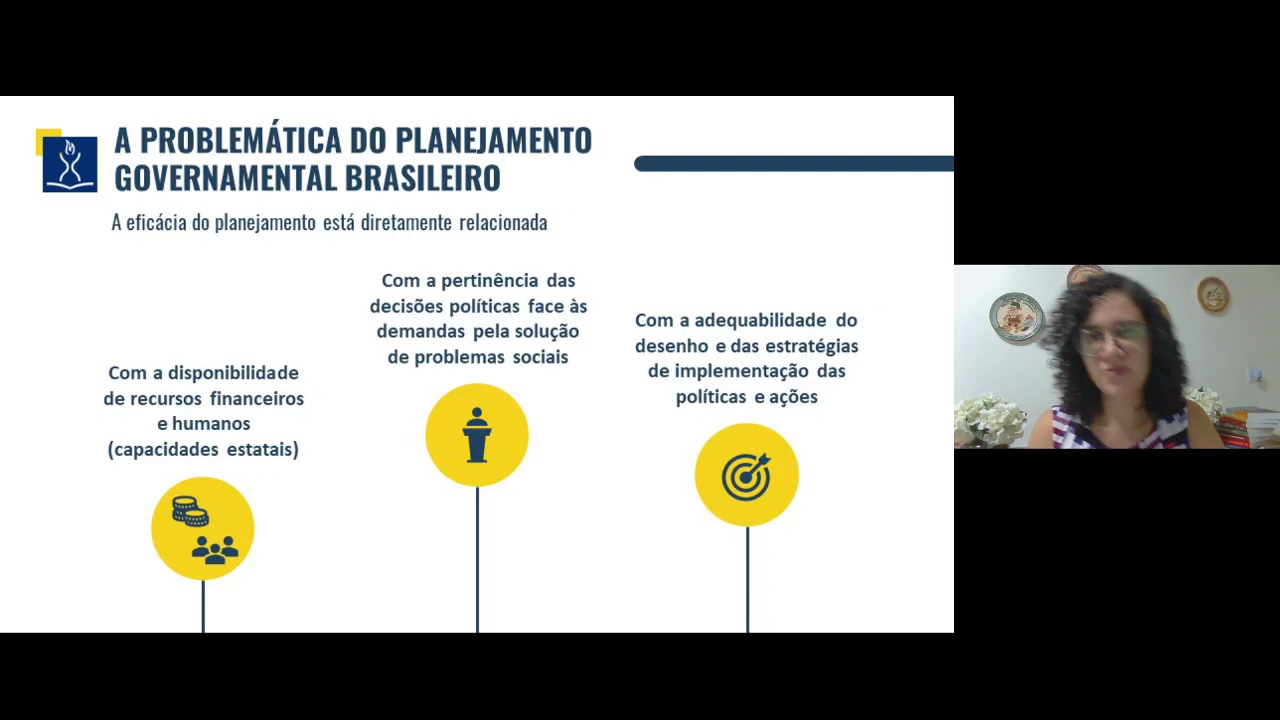 A PROBLEMÁTICA DO PLANEJAMENTO
GOVERNAMENTAL BRASILEIRO
A eficácia do planejamento está diretamente relacionada
Com a disponibilidade
de recursos financeiros
e humanos
(capacidades estatais)
Com a pertinência das
decisões políticas face às
demandas pela solução
de problemas sociais
Com a adequabilidade do
desenho e das estratégias
de implementação das
políticas e ações